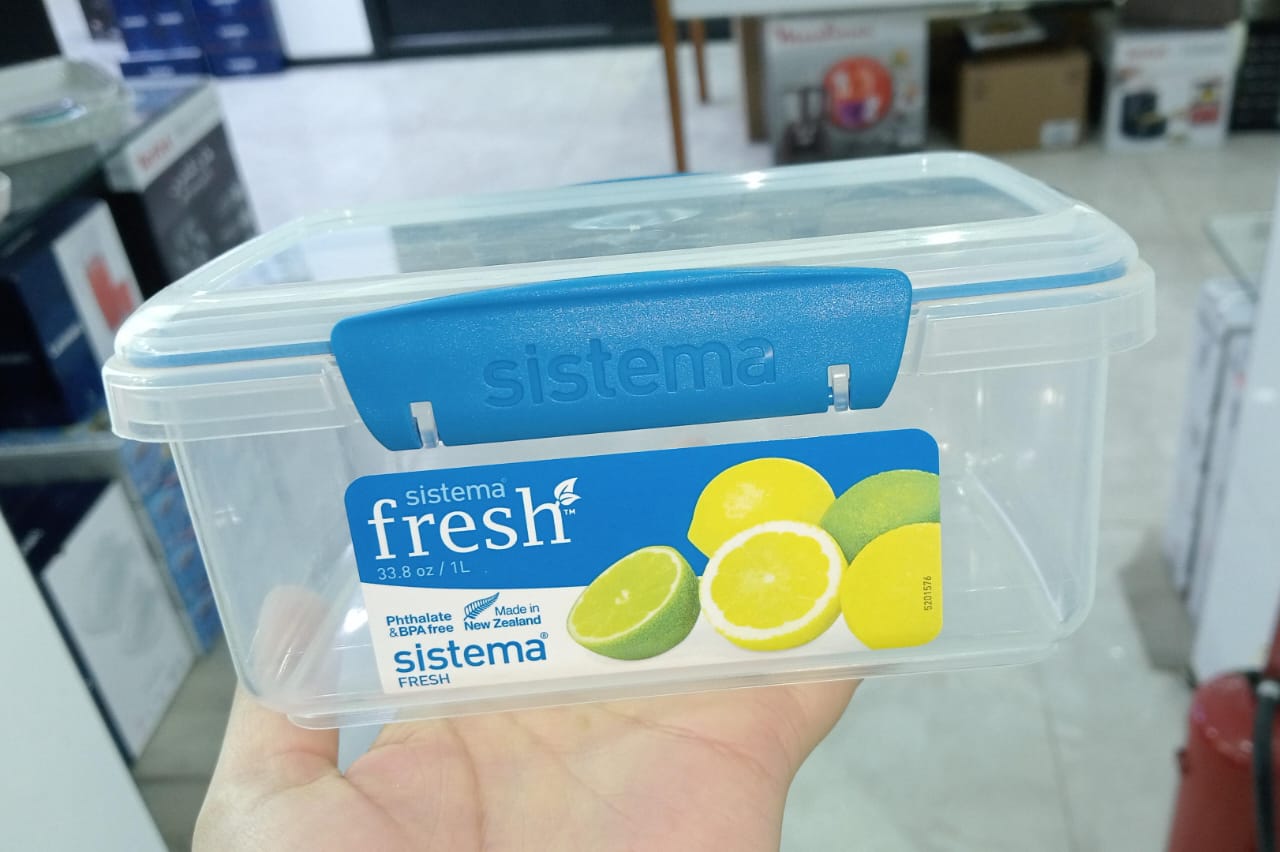 sistema
sistema®
fresh™
33.8 oz / 1L
Phthalate
&BPA free
Made in
New Zealand
sistema®
FRESH
5201576